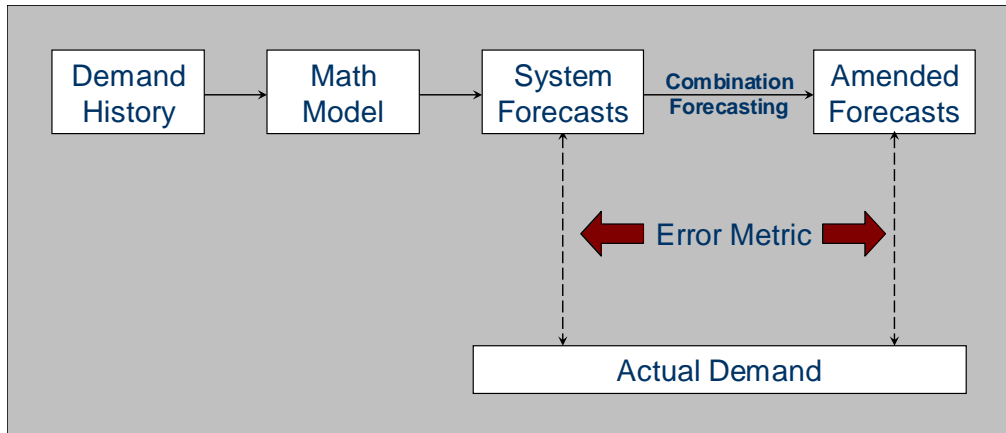 Demand
History
Math
Model
System
Forecasts
Combination
Forecasting
Amended
Forecasts
Error Metric
Actual Demand